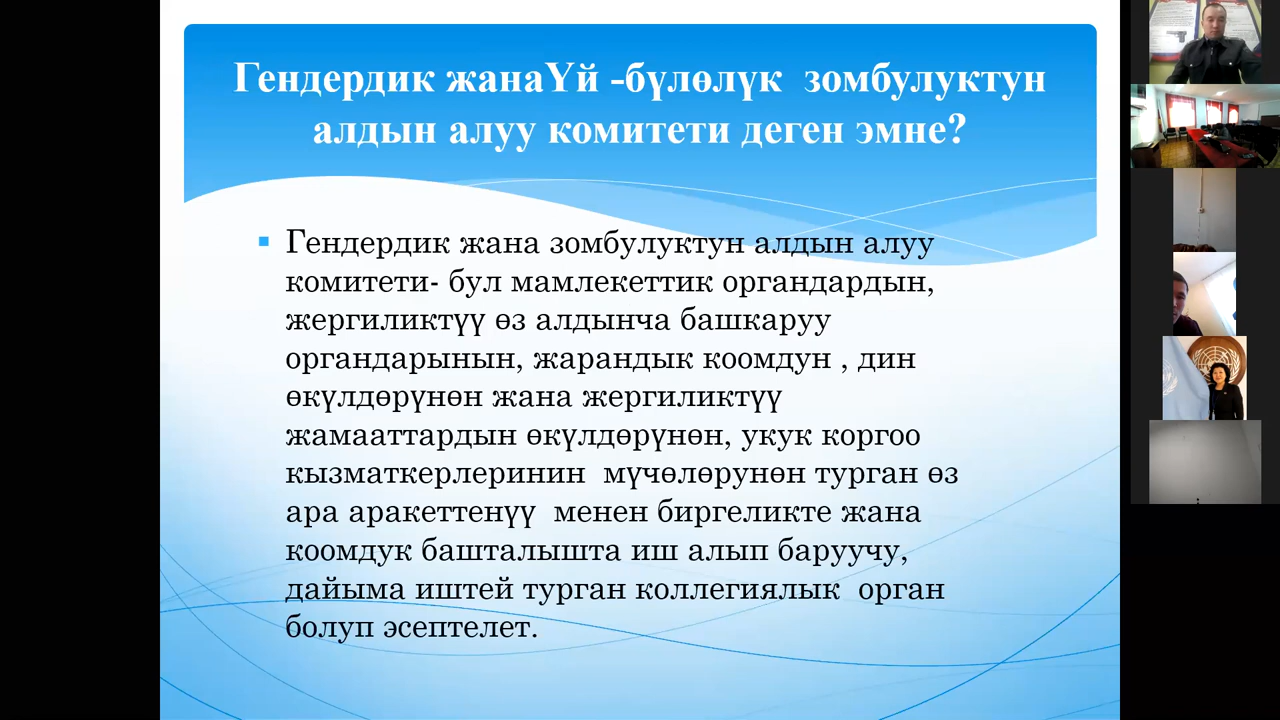 Гендердик жанаҮй -бүлөлүк зомбулуктун
алдын алуу комитети деген эмне?
Гендердик жана зомбулуктун алдын алуу
комитети- бул мамлекеттик органдардын,
жергиликтүү өз алдынча башкаруу
органдарынын, жарандык коомдун , дин
өкүлдөрүнөн жана жергиликтүү
жамааттардын өкүлдөрүнөн, укук коргоо
кызматкерлеринин мүчөлөрунөн турган өз
ара аракеттенүү менен биргеликте жана
коомдук башталышта иш алып баруучу,
дайыма иштей турган коллегиялык орган
болуп эсептелет.